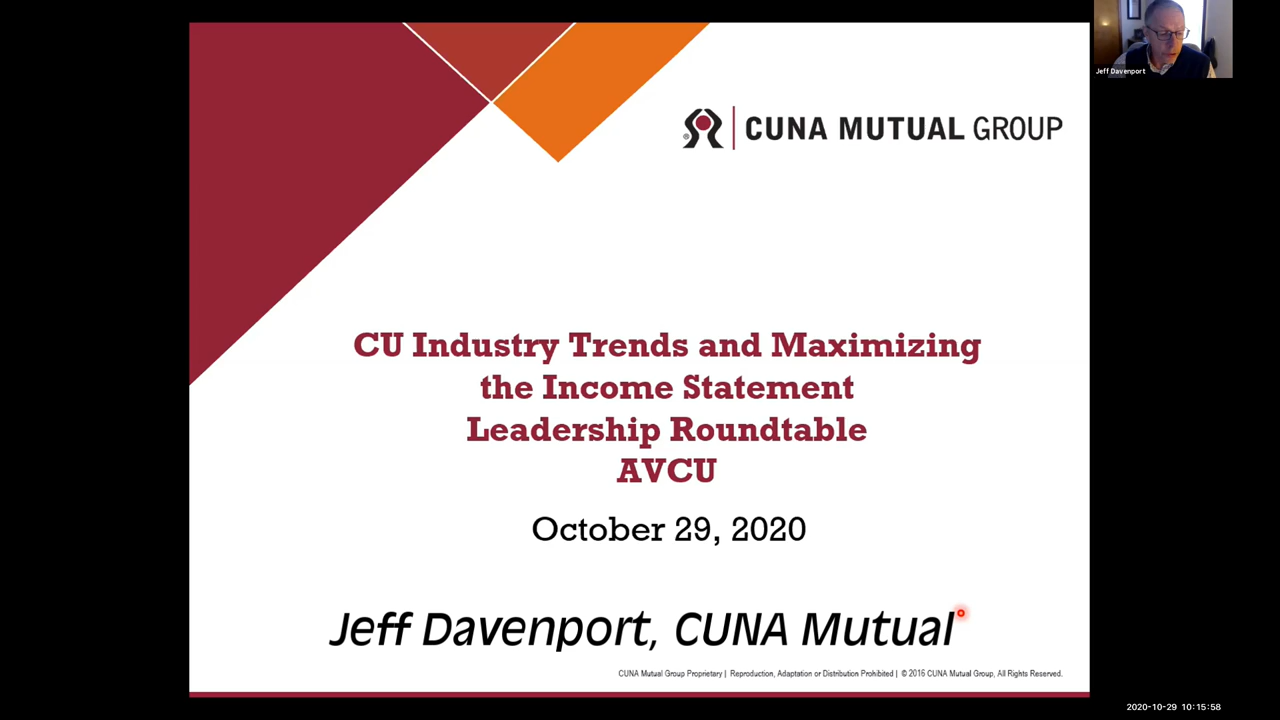 Jeff Davenport
® CUNA MUTUAL GROUP
CU Industry Trends and Maximizing
the Income Statement
Leadership Roundtable
AVCU
October 29, 2020
Jeff Davenport, CUNA Mutual
CUNA Mutual Group Proprietary | Reproduction, Adaptation or Distribution Prohibited | © 2016 CUNA Mutual Group, All Rights Reserved.
2020-10-29 10:15:58